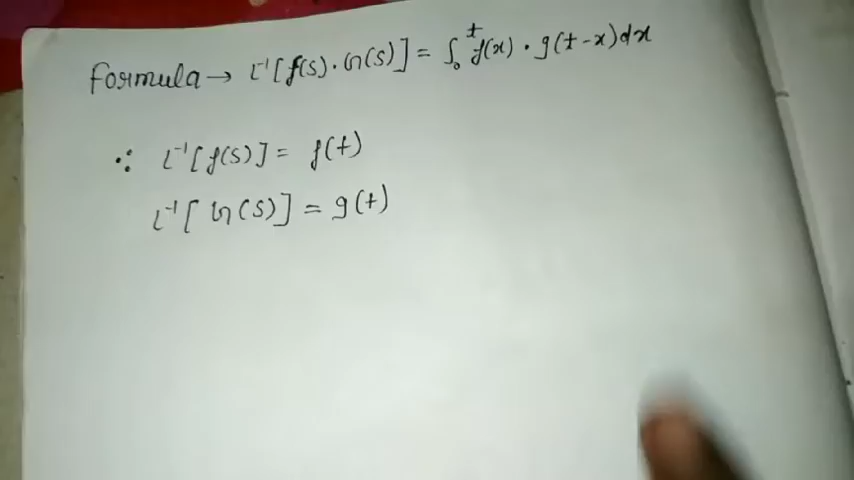 Formula → L⁻¹[f(s)·G(s)] = ∫₀ᵗ f(x)·g(t-x)dx
∵ L⁻¹[f(s)] = f(t)
L⁻¹[G(s)] = g(t)